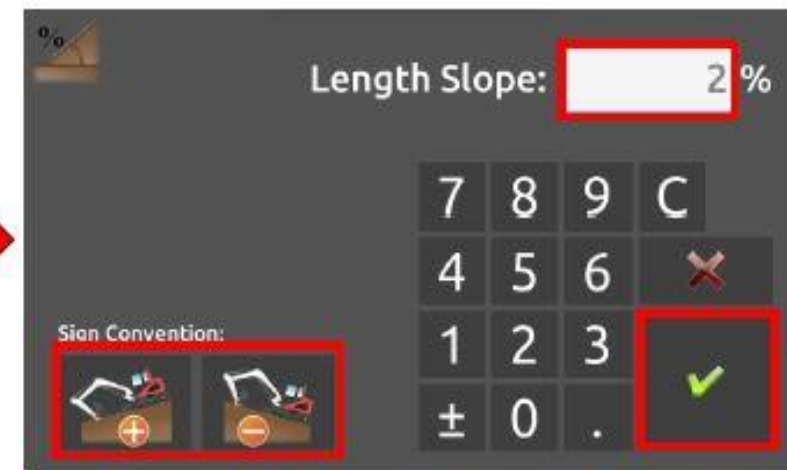 %
Length Slope: 2 %
7 8 9 C
4 5 6
Sign Convention:
1 2 3
± 0 .